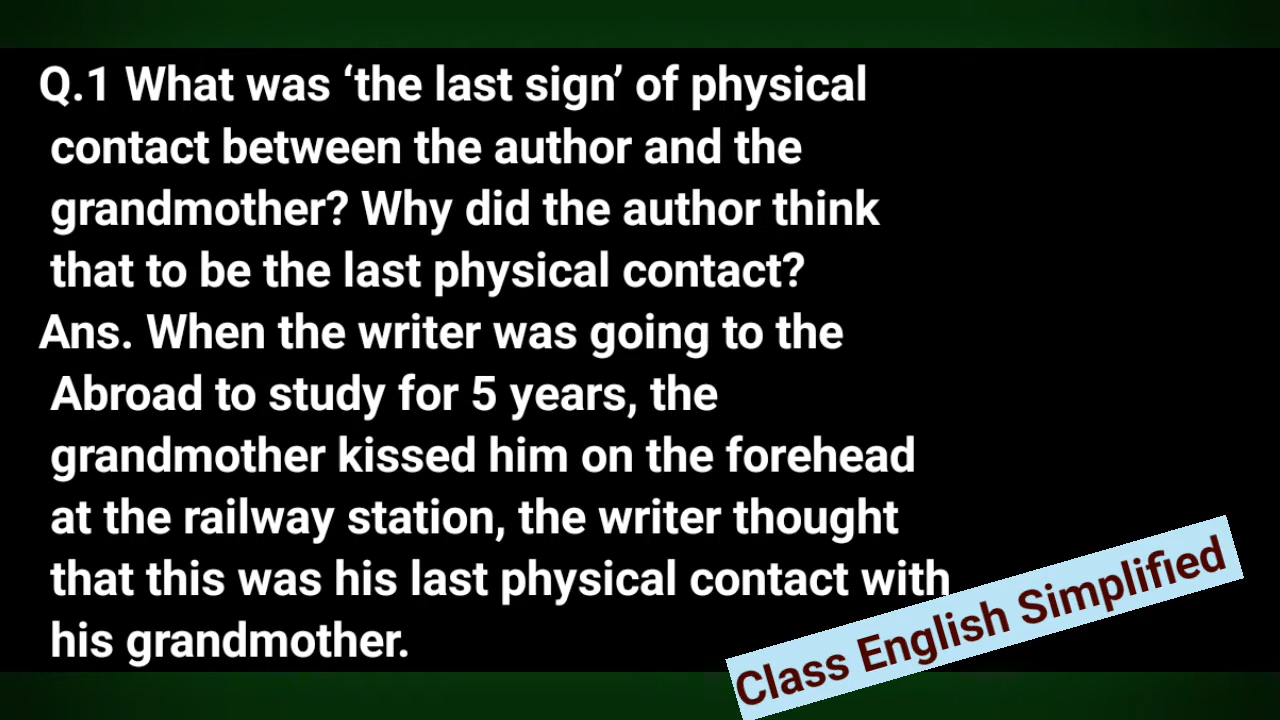 Q.1 What was ‘the last sign’ of physical
contact between the author and the
grandmother? Why did the author think
that to be the last physical contact?
Ans. When the writer was going to the
Abroad to study for 5 years, the
grandmother kissed him on the forehead
at the railway station, the writer thought
that this was his last physical contact with
his grandmother.
Class English Simplified